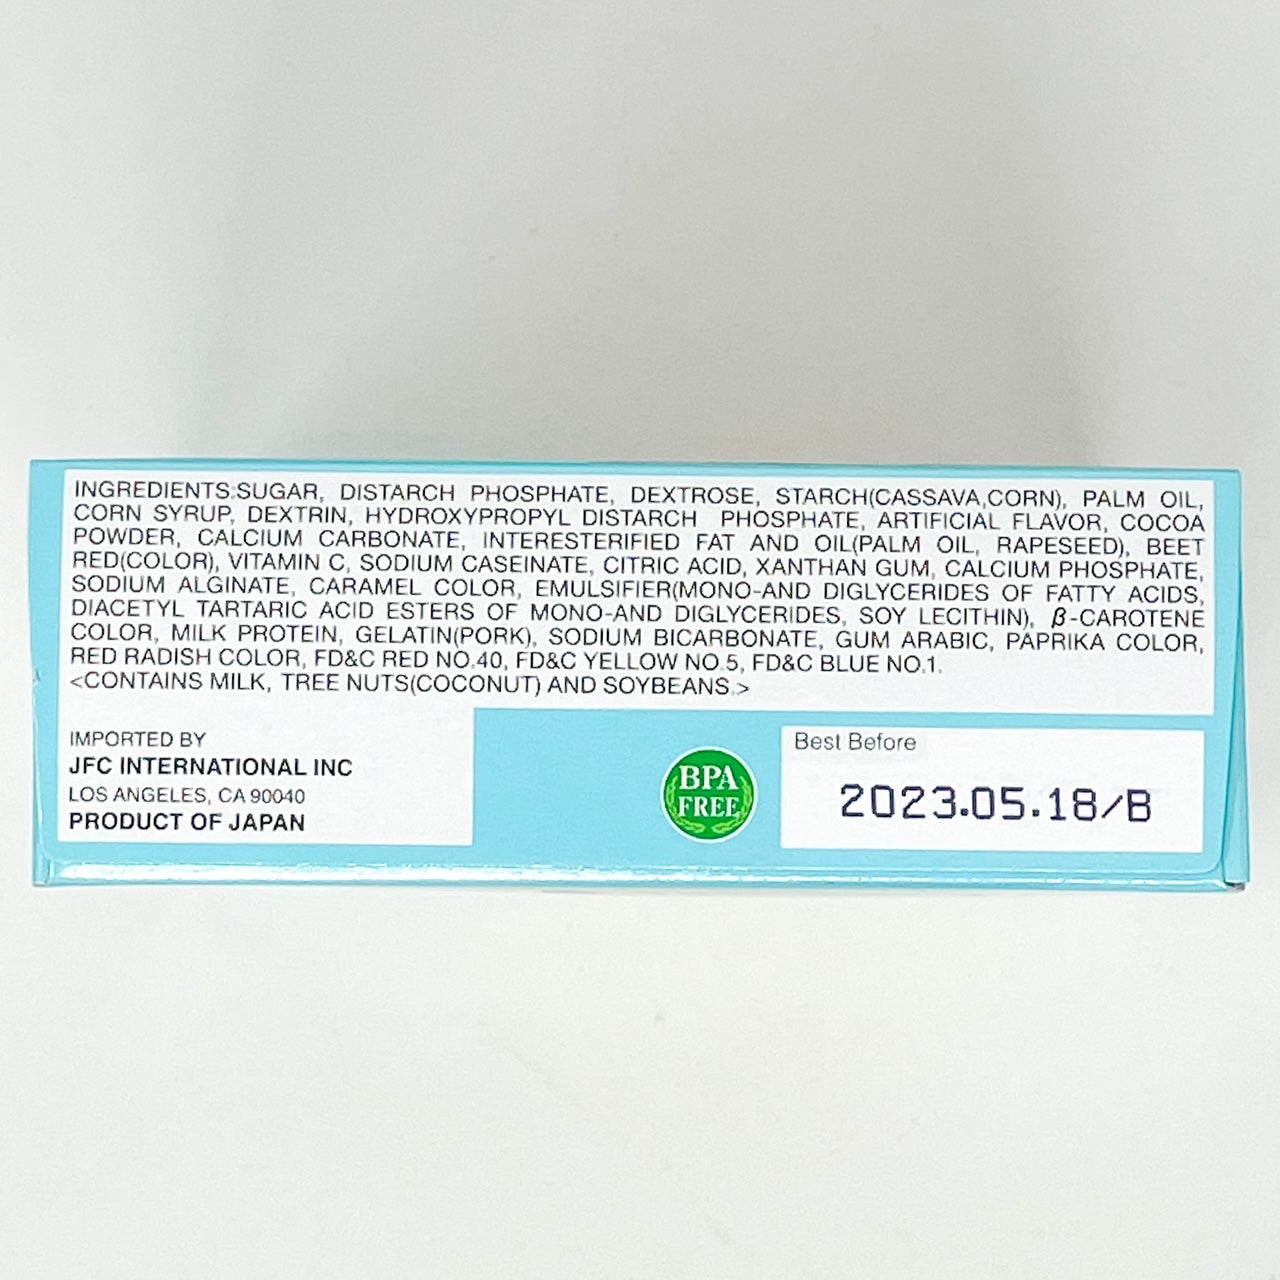 INGREDIENTS:SUGAR, DISTARCH PHOSPHATE, DEXTROSE, STARCH(CASSAVA,CORN), PALM OIL,
CORN SYRUP, DEXTRIN, HYDROXYPROPYL DISTARCH PHOSPHATE, ARTIFICIAL FLAVOR, COCOA
POWDER, CALCIUM CARBONATE, INTERESTERIFIED FAT AND OIL(PALM OIL, RAPESEED), BEET
RED(COLOR), VITAMIN C, SODIUM CASEINATE, CITRIC ACID, XANTHAN GUM, CALCIUM PHOSPHATE,
SODIUM ALGINATE, CARAMEL COLOR, EMULSIFIER(MONO-AND DIGLYCERIDES OF FATTY ACIDS,
DIACETYL TARTARIC ACID ESTERS OF MONO-AND DIGLYCERIDES, SOY LECITHIN), β-CAROTENE
COLOR, MILK PROTEIN, GELATIN(PORK), SODIUM BICARBONATE, GUM ARABIC, PAPRIKA COLOR,
RED RADISH COLOR, FD&C RED NO.40, FD&C YELLOW NO.5, FD&C BLUE NO.1.
<CONTAINS MILK, TREE NUTS(COCONUT) AND SOYBEANS.>
IMPORTED BY
JFC INTERNATIONAL INC
LOS ANGELES, CA 90040
PRODUCT OF JAPAN
BPA
FREE
Best Before
2023.05.18/B